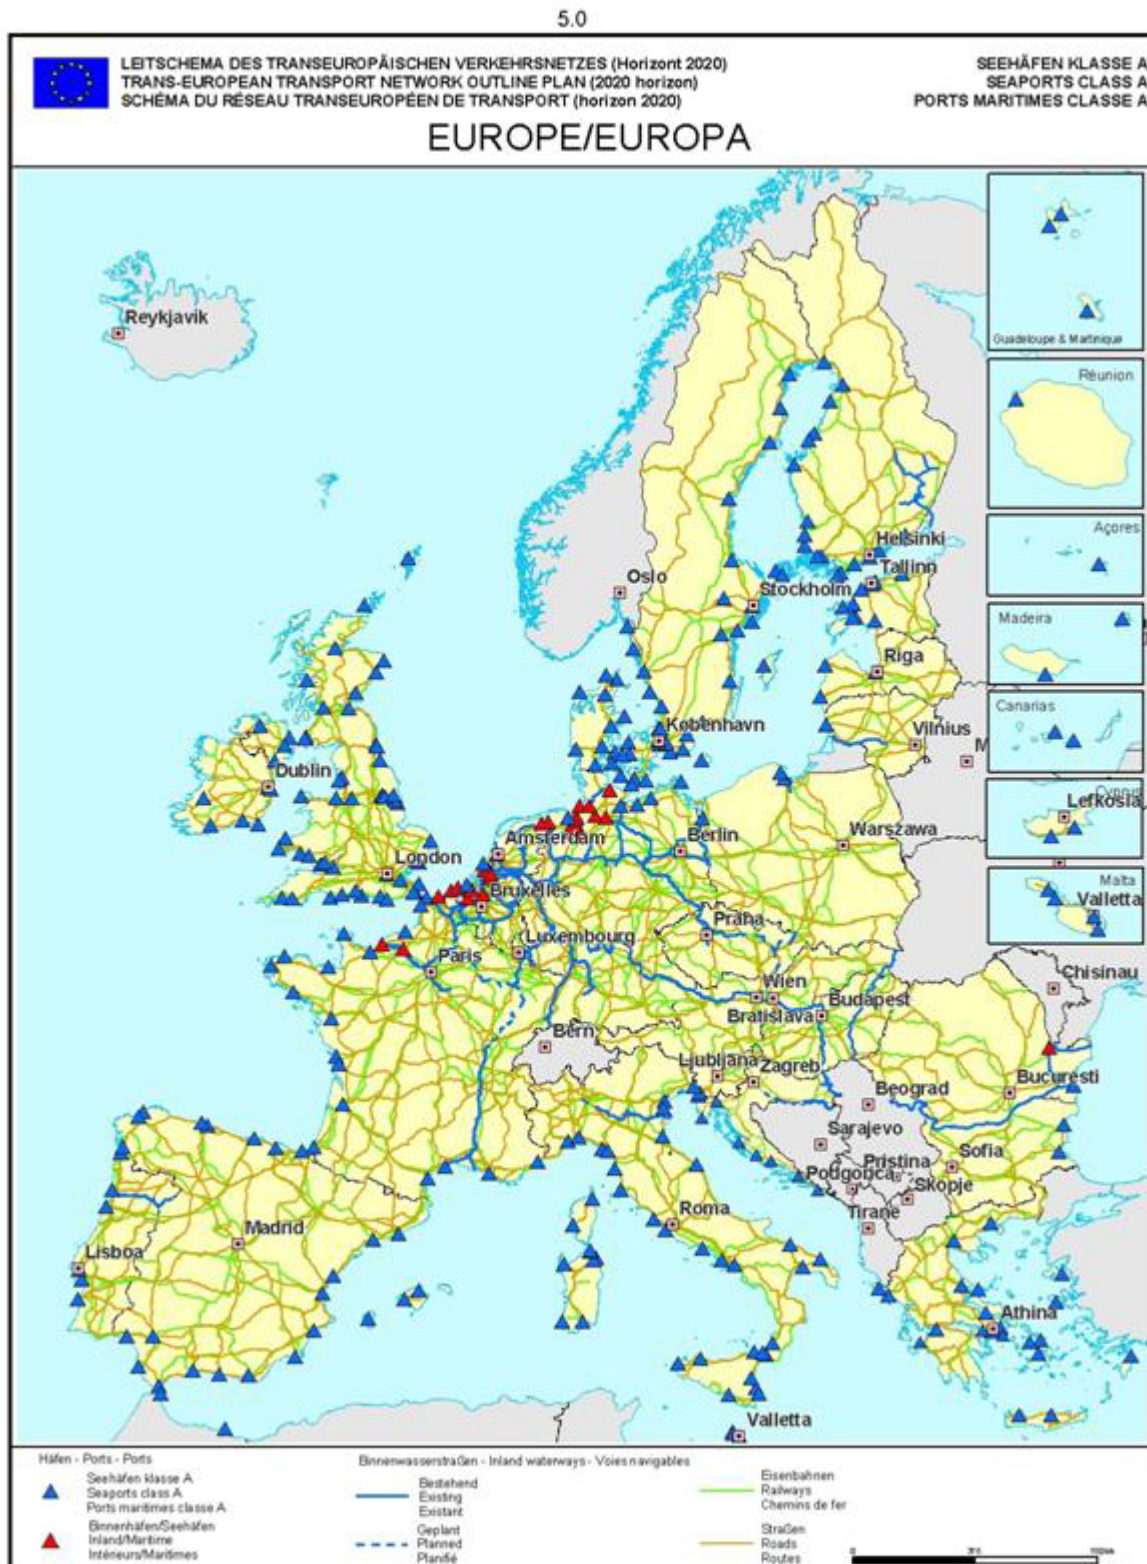 5.0
LEITSCHEMA DES TRANSEUROPÄISCHEN VERKEHRSNETZES (Horizont 2020)
TRANS-EUROPEAN TRANSPORT NETWORK OUTLINE PLAN (2020 horizon)
SCHÉMA DU RÉSEAU TRANSEUROPÉEN DE TRANSPORT (horizon 2020)
SEEHÄFEN KLASSE A
SEAPORTS CLASS A
PORTS MARITIMES CLASSE A
EUROPE/EUROPA
Guadeloupe & Martinique
Reykjavik
Réunion
Açores
Helsinki
Tallinn
Oslo
Stockholm
Madeira
Riga
Canarias
København
Vilnius
M
Dublin
Cyprus
Lefkosia
Amsterdam
Berlin
Warszawa
London
Malta
Valletta
Bruxelles
Praha
Luxembourg
Paris
Chisinau
Wien
Budapest
Bratislava
Bern
Ljubljana
Zagreb
Beograd
Bucuresti
Sarajevo
Pristina
Sofia
Podgorica
Skopje
Roma
Tirane
Madrid
Lisboa
Athina
Valletta
Häfen - Ports - Ports
Seehäfen klasse A
Seaports class A
Ports maritimes classe A
Binnenhäfen/Seehäfen
Inland/Maritime
Intérieurs/Maritimes
Binnenwasserstraßen - Inland waterways - Voies navigables
Bestehend
Existing
Existant
Geplant
Planned
Planifié
Eisenbahnen
Railways
Chemins de fer
Straßen
Roads
Routes
0